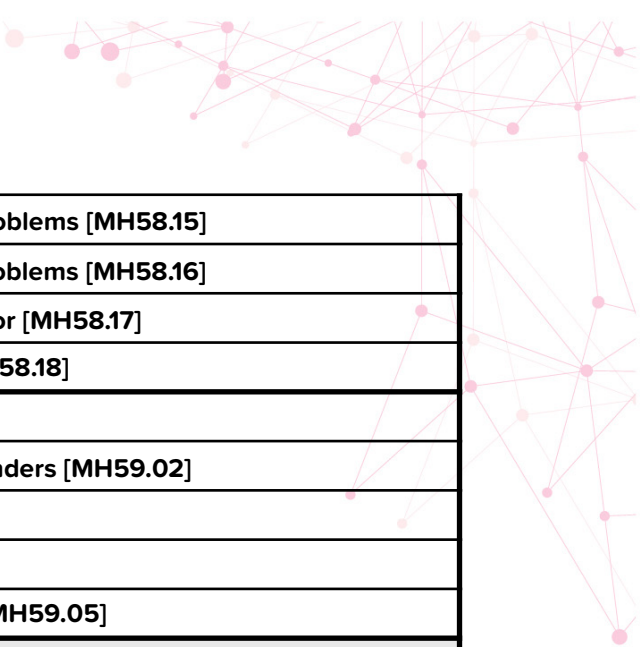 oblems [MH58.15]
oblems [MH58.16]
or [MH58.17]
58.18]
nders [MH59.02]
MH59.05]